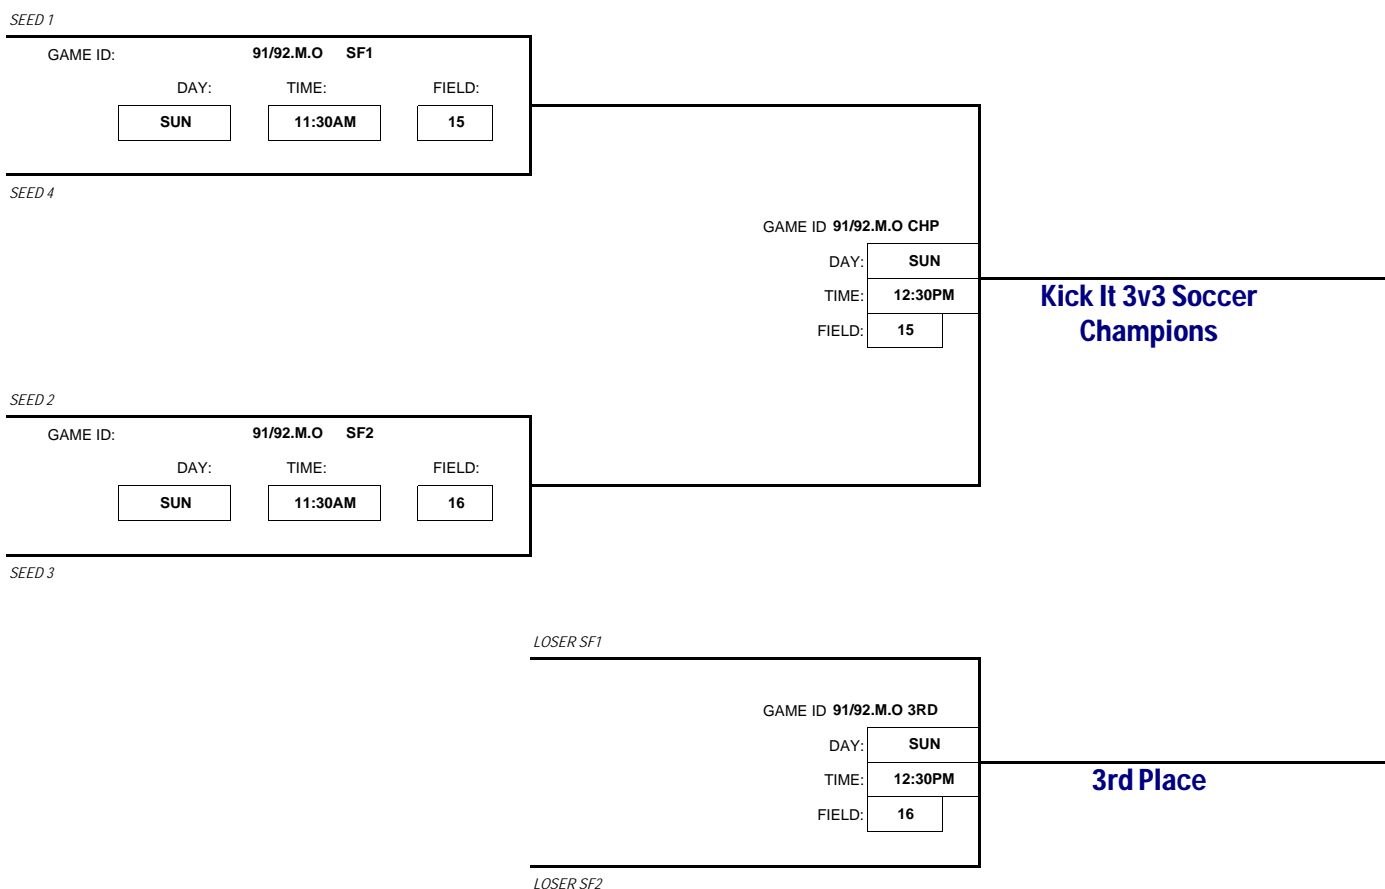 SEED 1
GAME ID: 91/92.M.O SF1
DAY: TIME: FIELD:
SUN 11:30AM 15
SEED 4
GAME ID 91/92.M.O CHP
DAY: SUN
TIME: 12:30PM
FIELD: 15
Kick It 3v3 Soccer
Champions
SEED 2
GAME ID: 91/92.M.O SF2
DAY: TIME: FIELD:
SUN 11:30AM 16
SEED 3
LOSER SF1
GAME ID 91/92.M.O 3RD
DAY: SUN
TIME: 12:30PM
FIELD: 16
3rd Place
LOSER SF2